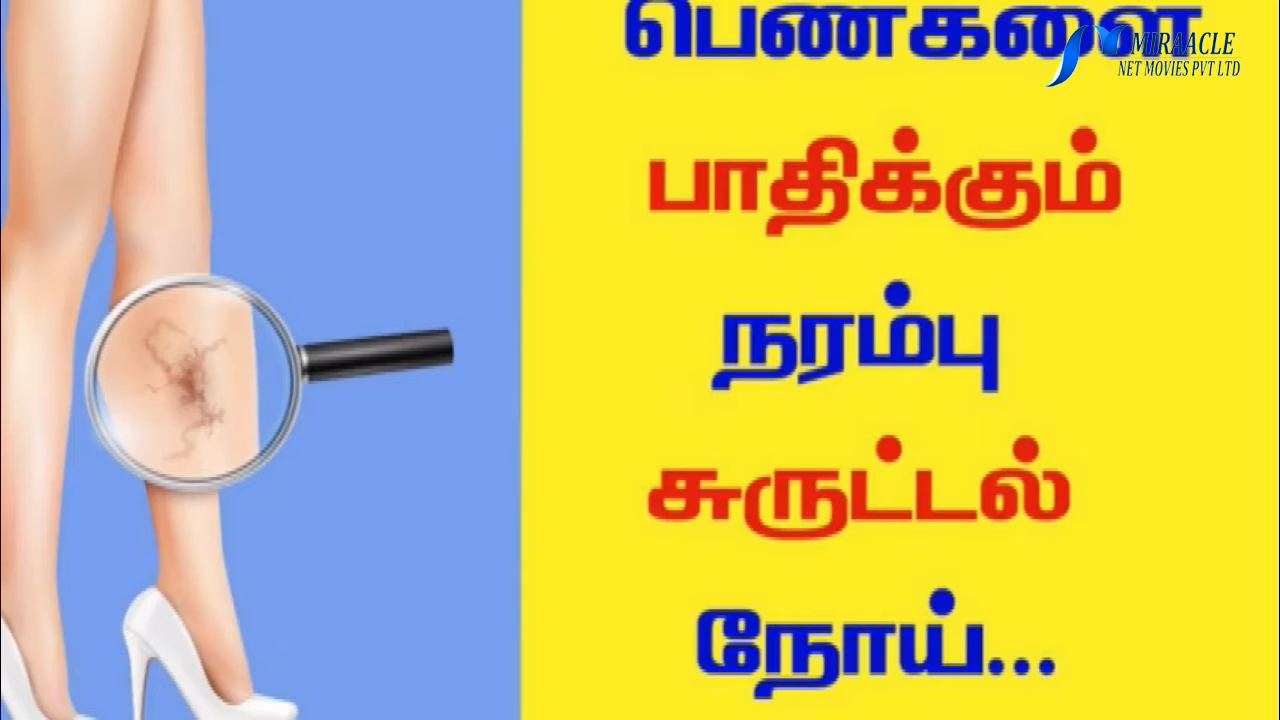 பெண்களை
MIRAACLE
NET MOVIES PVT LTD
பாதிக்கும்
நரம்பு
சுருட்டல்
நோய்...